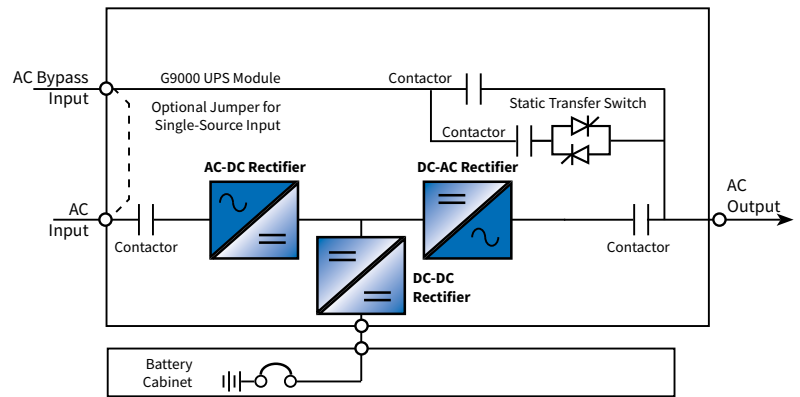 AC Bypass
Input
G9000 UPS Module
Optional Jumper for
Single-Source Input
Contactor
Static Transfer Switch
Contactor
AC-DC Rectifier
DC-AC Rectifier
AC
Input
Contactor
Contactor
AC
Output
DC-DC
Rectifier
Battery
Cabinet